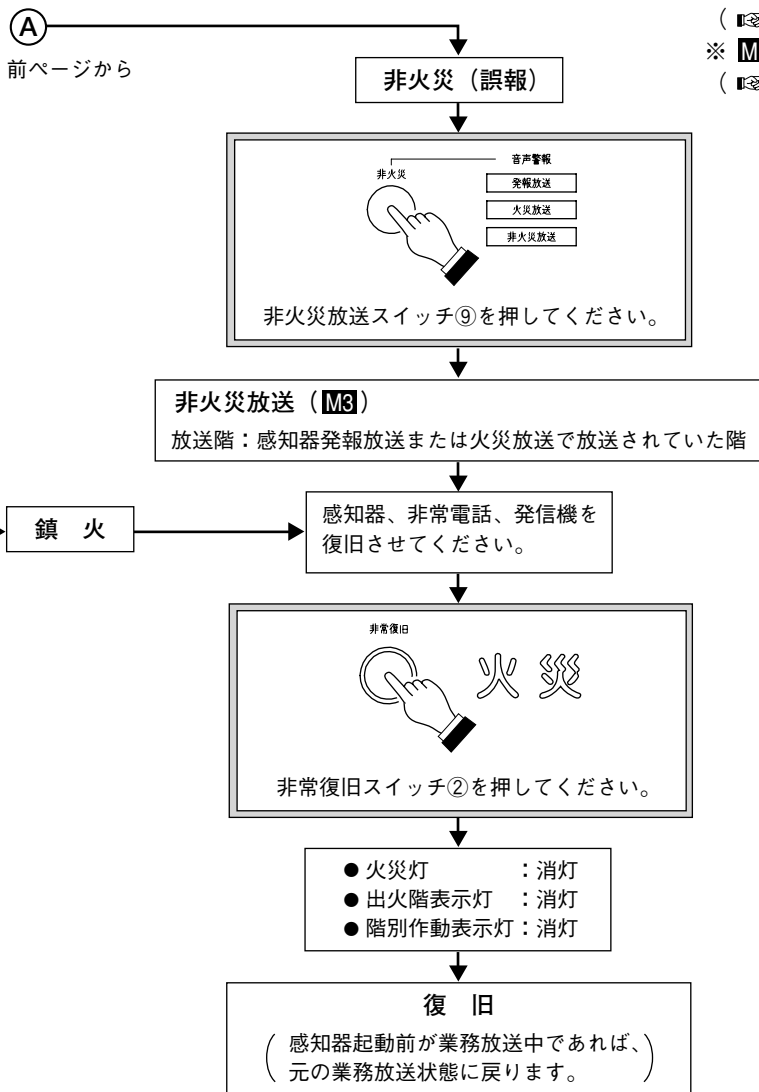 A
前ページから
( ☞
※ M
( ☞
非火災（誤報）
非火災
音声警報
発報放送
火災放送
非火災放送
非火災放送スイッチ⑨を押してください。
非火災放送（M3）
放送階：感知器発報放送または火災放送で放送されていた階
鎮　火
感知器、非常電話、発信機を
復旧させてください。
非常復旧
火災
非常復旧スイッチ②を押してください。
● 火災灯　　　　：消灯
● 出火階表示灯　：消灯
● 階別作動表示灯：消灯
復　旧
（感知器起動前が業務放送中であれば、
元の業務放送状態に戻ります。）